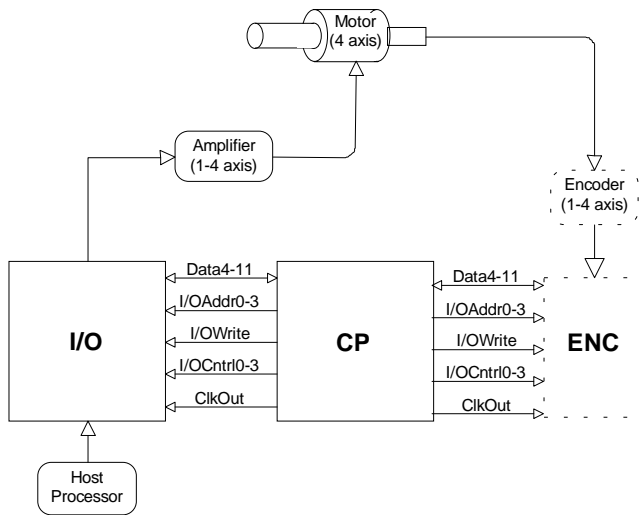 Motor
(4 axis)
Amplifier
(1-4 axis)
Encoder
(1-4 axis)
I/O
Data4-11
I/OAddr0-3
I/OWrite
I/OCntrl0-3
ClkOut
CP
Data4-11
I/OAddr0-3
I/OWrite
I/OCntrl0-3
ClkOut
ENC
Host
Processor